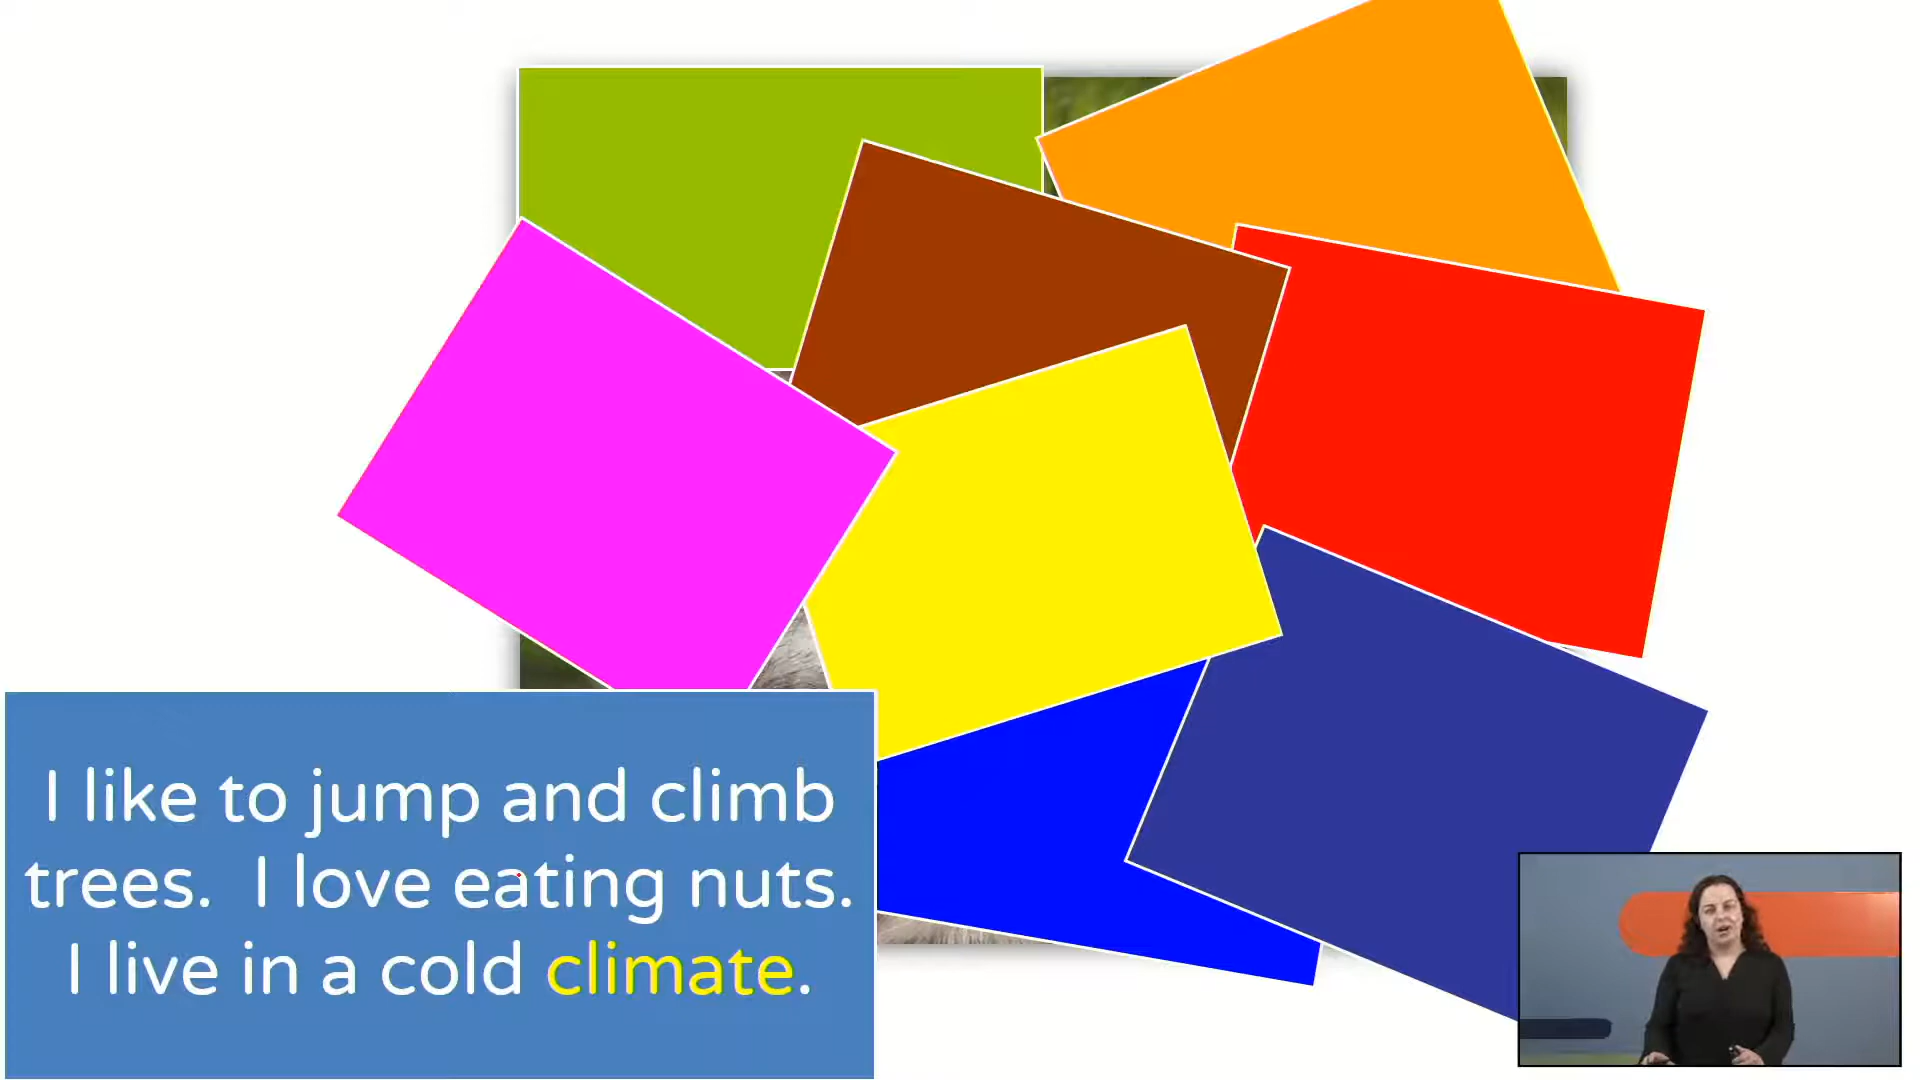 I like to jump and climb
trees. I love eating nuts.
I live in a cold climate.